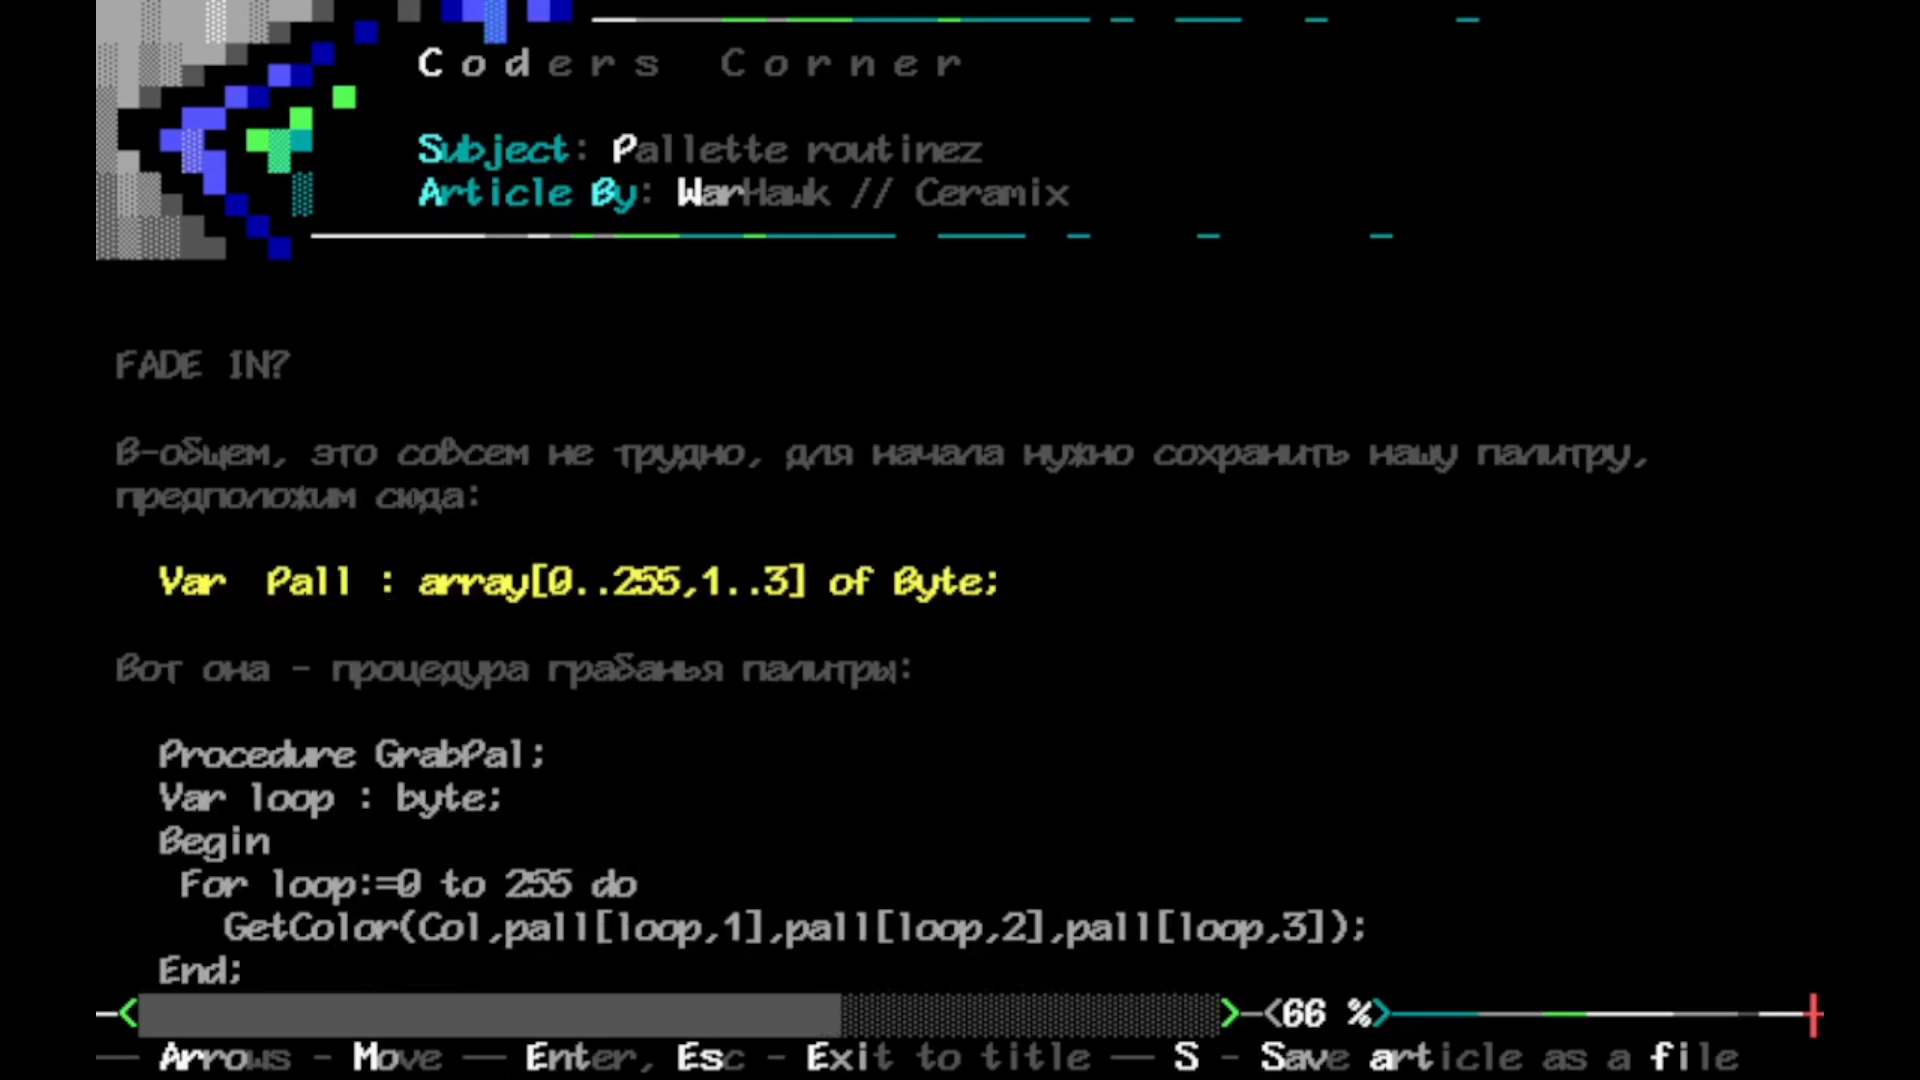 Coders Corner
Subject: Pallette routinez
Article By: WarHawk // Ceramix
FADE IN?
В-общем, это совсем не трудно, для начала нужно сохранить нашу палитру,
предположим сюда:
Var Pall : array[0..255,1..3] of Byte;
Вот она - процедура грабанья палитры:
Procedure GrabPal;
Var loop : byte;
Begin
For loop:=0 to 255 do
GetColor(Col,pall[loop,1],pall[loop,2],pall[loop,3]);
End;
<66 %>
Arrows - Move — Enter, Esc - Exit to title — S - Save article as a file